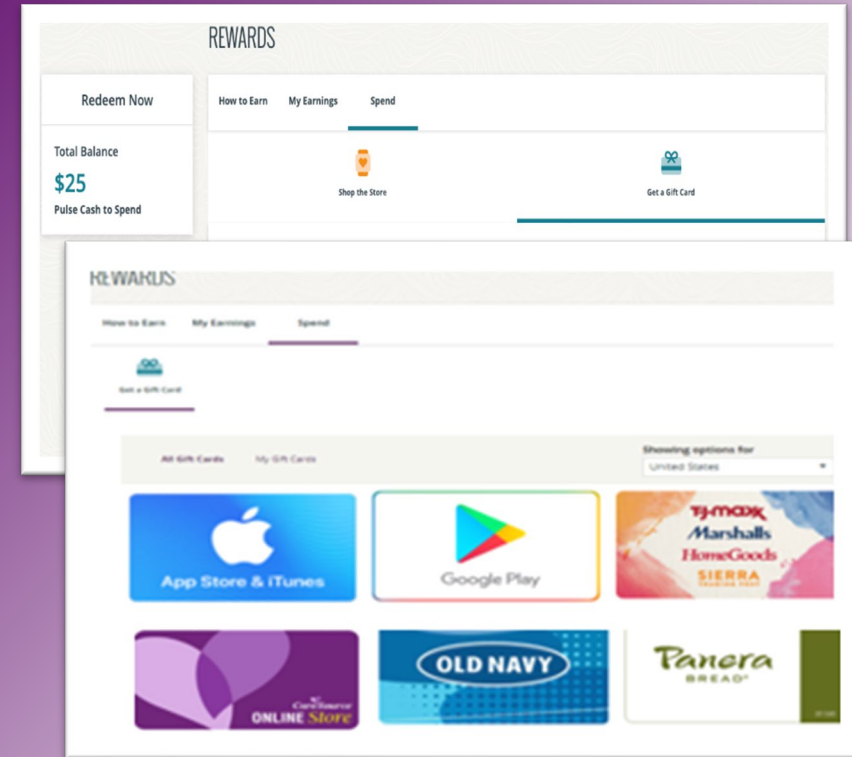 REWARDS
Redeem Now
How to Earn My Earnings Spend
Total Balance
$25
Pulse Cash to Spend
Shop the Store
Get a Gift Card
REWARDS
How to Earn My Earnings Spend
Get a Gift Card
All Gift Cards My Gift Cards
Showing options for
United States
App Store & iTunes
Google Play
TJ-maxx
Marshalls
HomeGoods
SIERRA
CareSource
ONLINE Store
OLD NAVY
Panera
BREAD®